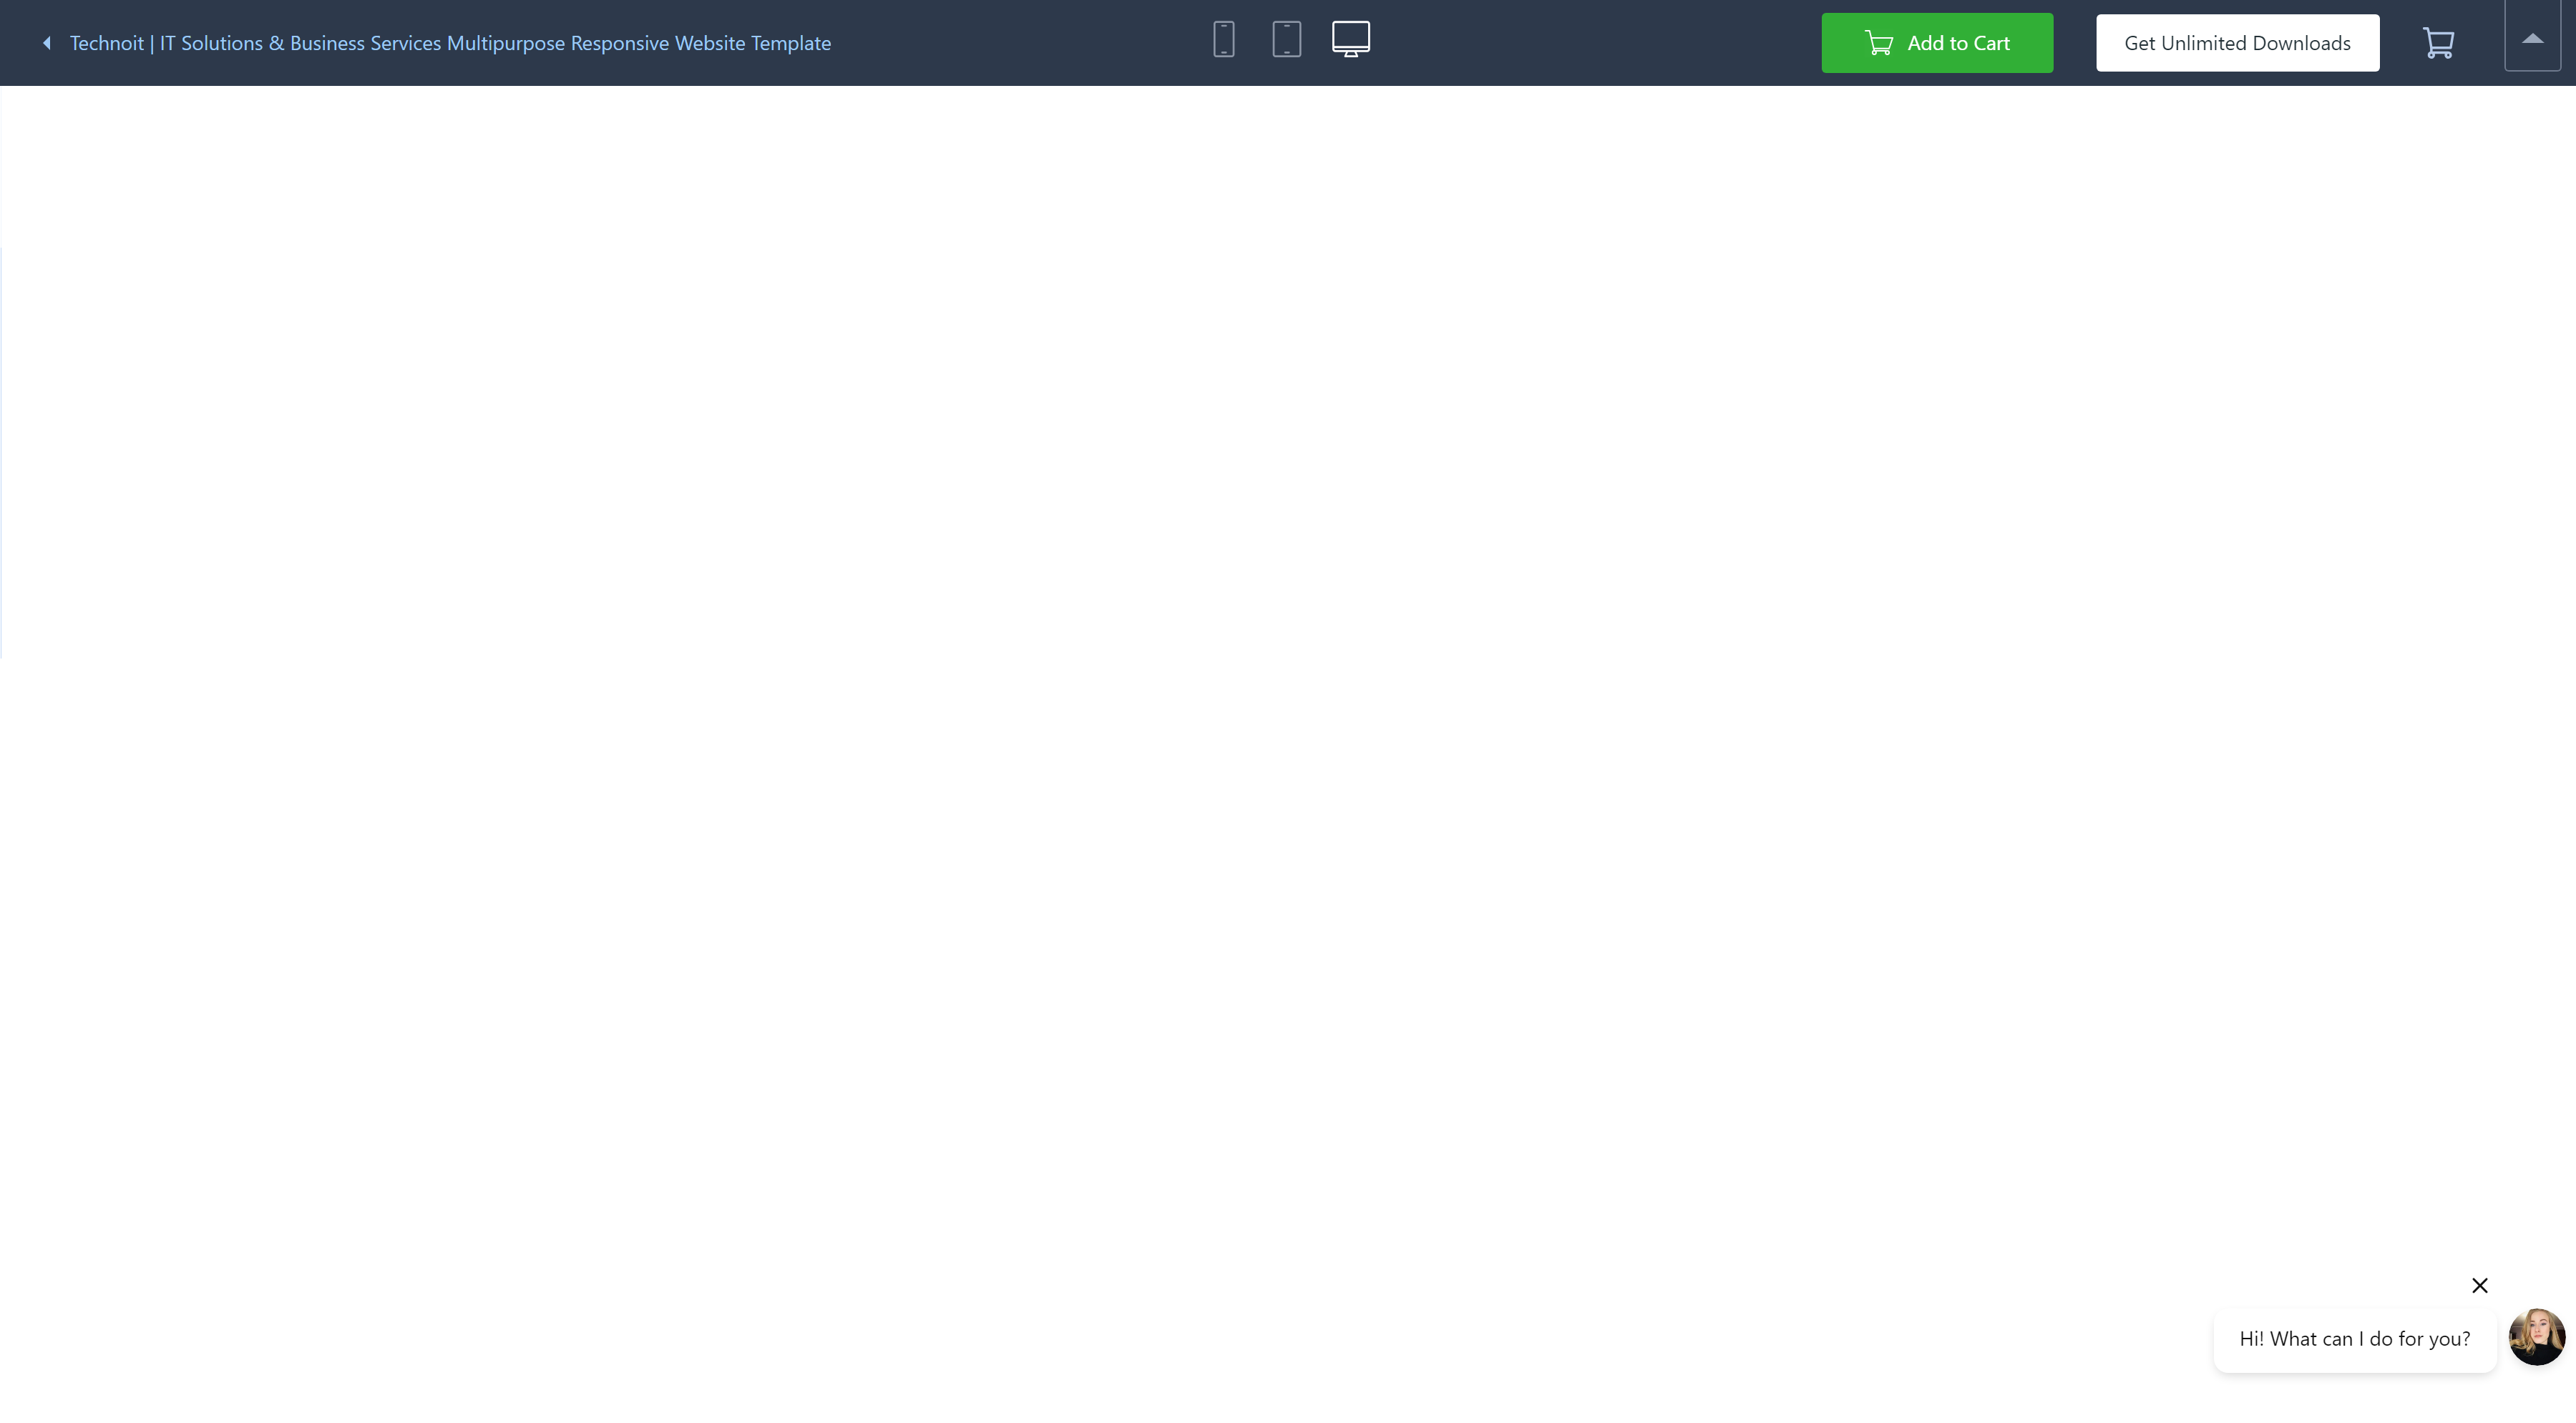 Technoit | IT Solutions & Business Services Multipurpose Responsive Website Template
Add to Cart
Get Unlimited Downloads
Hi! What can I do for you?